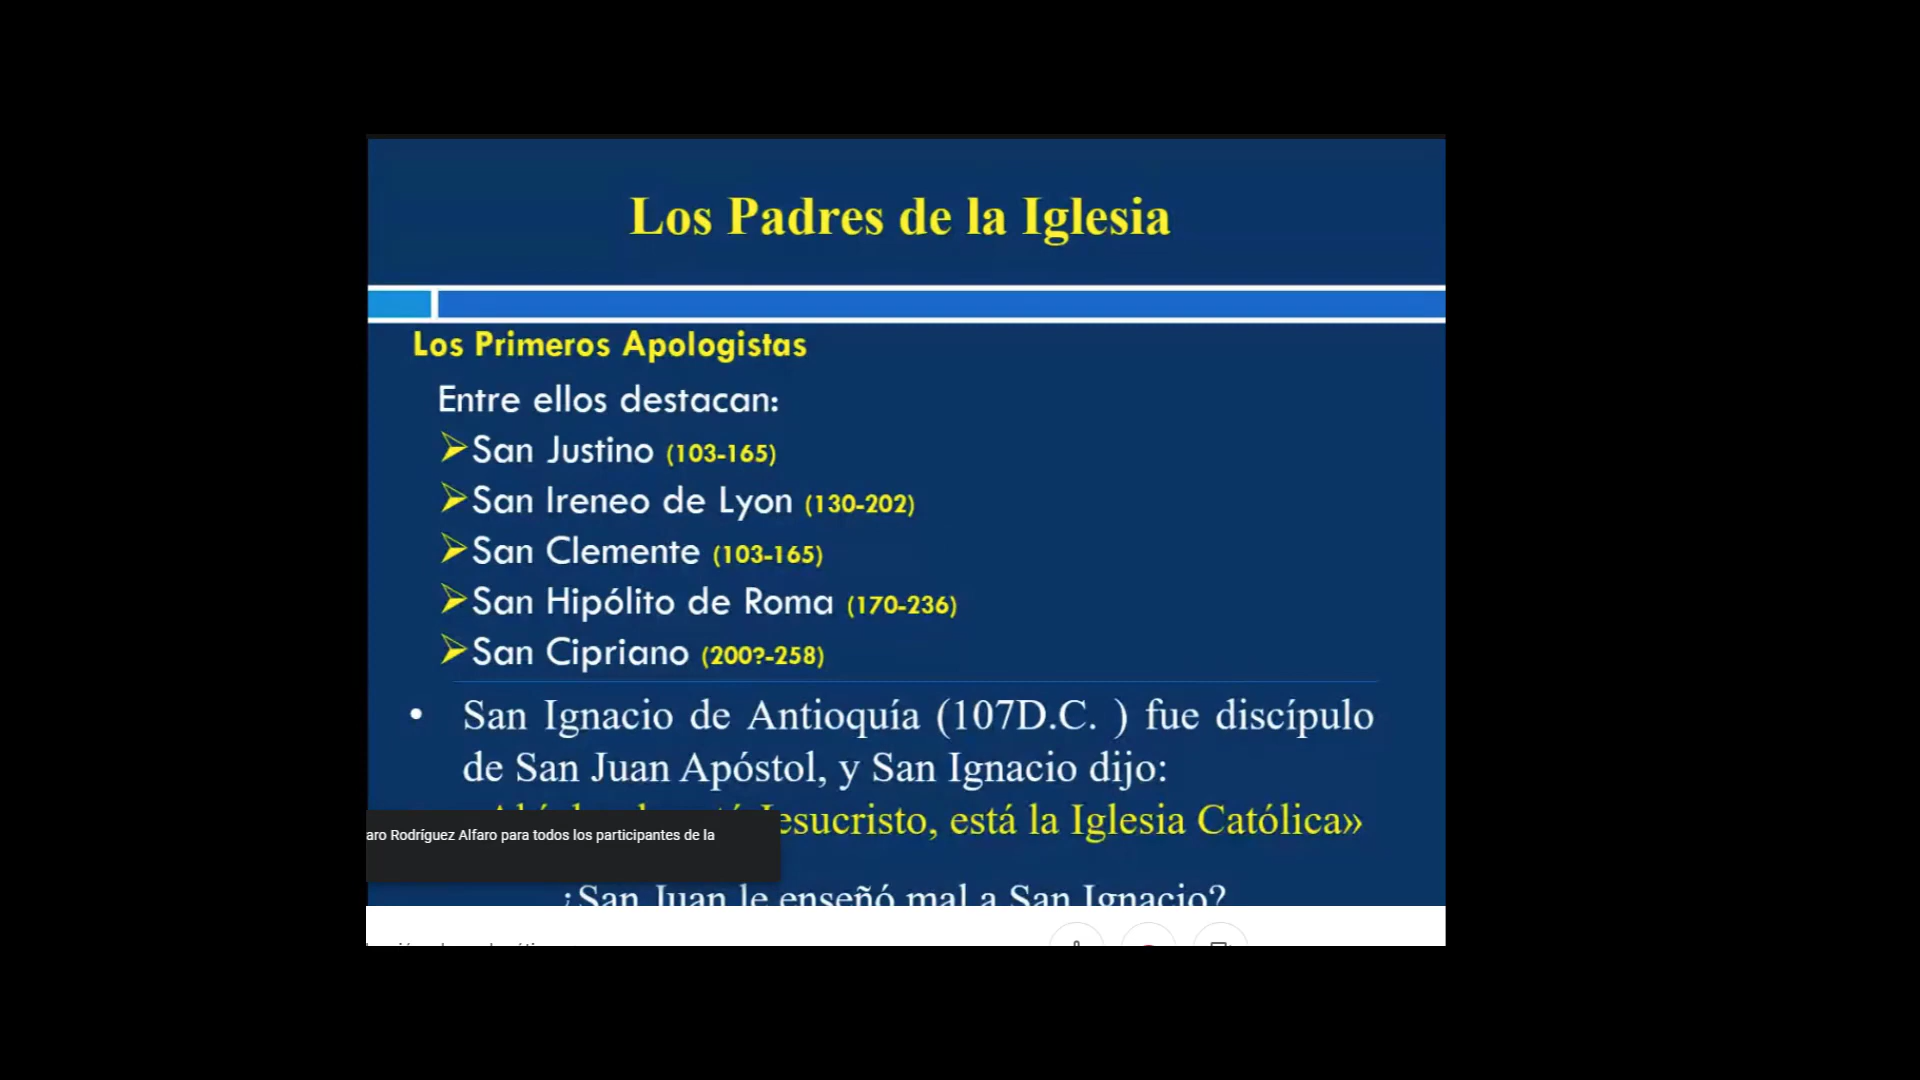 Los Padres de la Iglesia
Los Primeros Apologistas
Entre ellos destacan:
San Justino (103-165)
San Ireneo de Lyon (130-202)
San Clemente (103-165)
San Hipólito de Roma (170-236)
San Cipriano (200?-258)
• San Ignacio de Antioquía (107D.C. ) fue discípulo
de San Juan Apóstol, y San Ignacio dijo:
está la Iglesia Católica»
aro Rodríguez Alfaro para todos los participantes de la
¿San Juan le enseñó mal a San Ignacio?